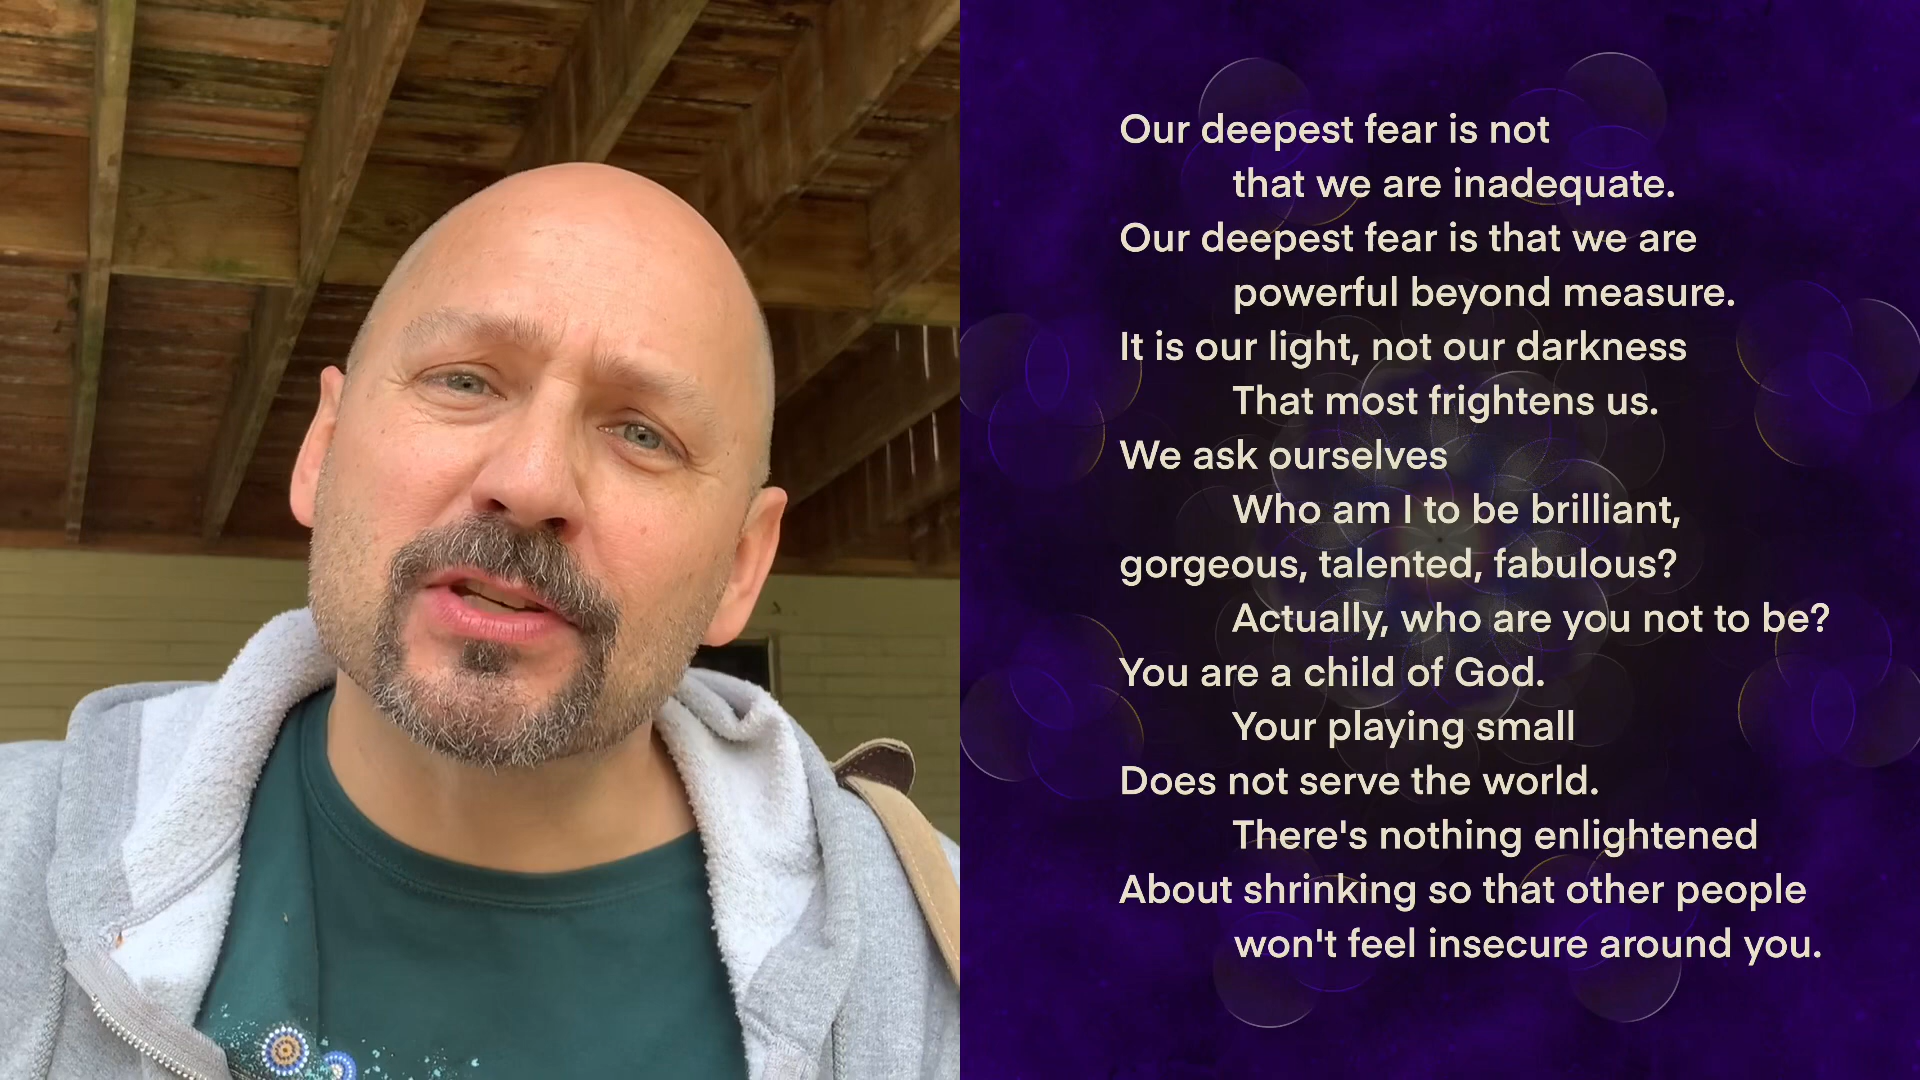 Our deepest fear is not
that we are inadequate.
Our deepest fear is that we are
powerful beyond measure.
It is our light, not our darkness
That most frightens us.
We ask ourselves
Who am I to be brilliant,
gorgeous, talented, fabulous?
Actually, who are you not to be?
You are a child of God.
Your playing small
Does not serve the world.
There's nothing enlightened
About shrinking so that other people
won't feel insecure around you.